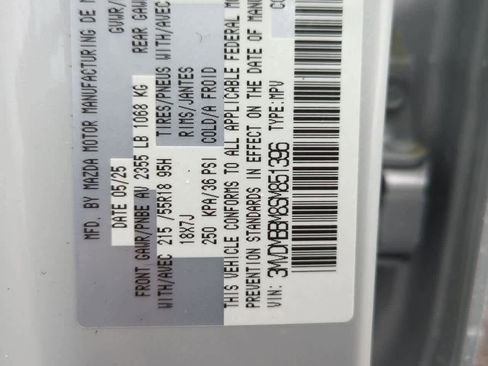 BY MAZDA MOTOR MANUFACTURING DE
DATE 05/25 GVWR/
FRONT GAWR/PNBE AV 2355 LB 1068 KG REAR GAW
WITH/AVEC 215 /55R18 95H TIRES/PNEUS WITH/AVEC
18X7J RIMS/JANTES
250 KPA/36 PSI COLD/A FROID
THIS VEHICLE CONFORMS TO ALL APPLICABLE FEDERAL M
PREVENTION STANDARDS IN EFFECT ON THE DATE OF MANU
VIN: 3MVDMBBM8SM851396 TYPE:MPV